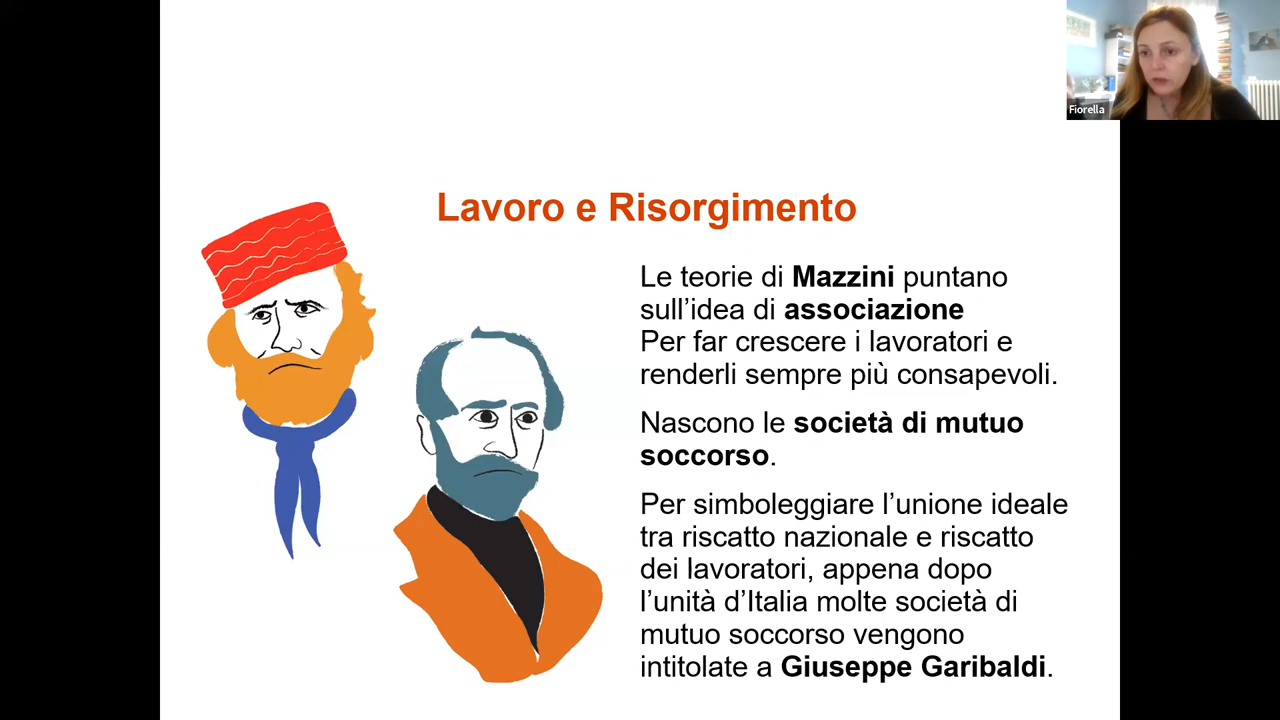 Fiorella
Lavoro e Risorgimento
Le teorie di Mazzini puntano
sull’idea di associazione
Per far crescere i lavoratori e
renderli sempre più consapevoli.
Nascono le società di mutuo
soccorso.
Per simboleggiare l’unione ideale
tra riscatto nazionale e riscatto
dei lavoratori, appena dopo
l’unità d’Italia molte società di
mutuo soccorso vengono
intitolate a Giuseppe Garibaldi.